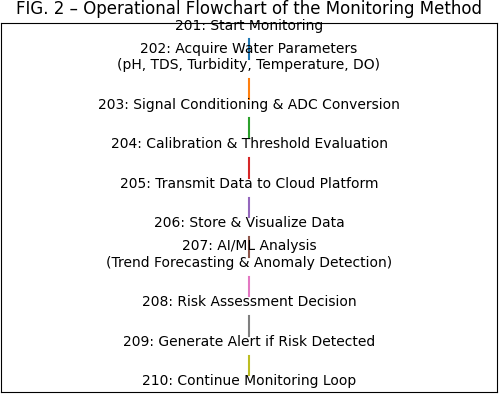 FIG. 2 – Operational Flowchart of the Monitoring Method
201: Start Monitoring
202: Acquire Water Parameters
(pH, TDS, Turbidity, Temperature, DO)
203: Signal Conditioning & ADC Conversion
204: Calibration & Threshold Evaluation
205: Transmit Data to Cloud Platform
206: Store & Visualize Data
207: AI/ML Analysis
(Trend Forecasting & Anomaly Detection)
208: Risk Assessment Decision
209: Generate Alert if Risk Detected
210: Continue Monitoring Loop